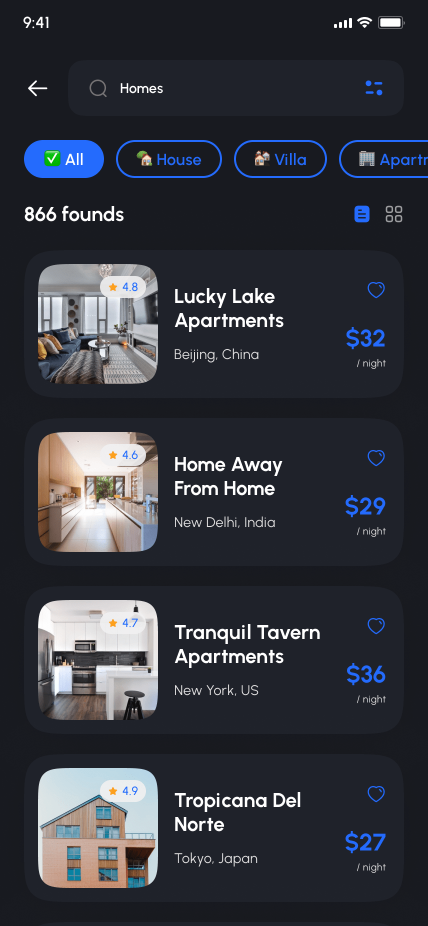 9:41
Homes
✅ All
House
Villa
Apartr
866 founds
4.8
Lucky Lake
Apartments
Beijing, China
$32
/ night
4.6
Home Away
From Home
New Delhi, India
$29
/ night
4.7
Tranquil Tavern
Apartments
New York, US
$36
/ night
4.9
Tropicana Del
Norte
Tokyo, Japan
$27
/ night